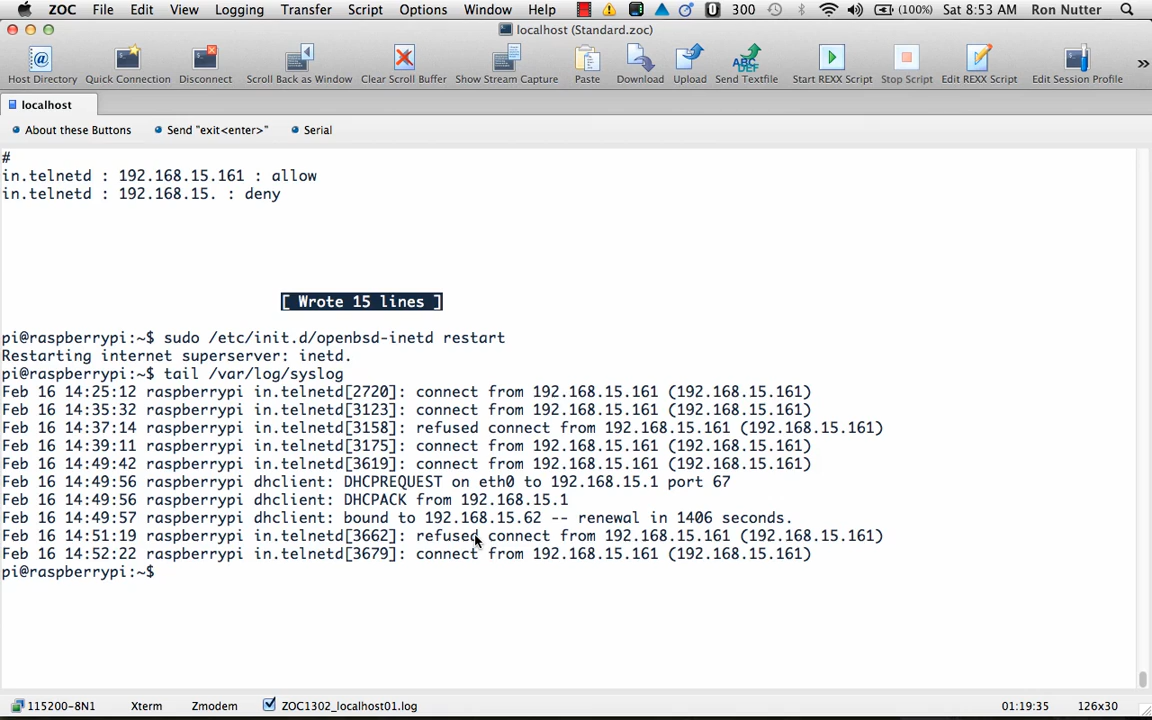 ZOC File Edit View Logging Transfer Script Options Window Help 300 (100%) Sat 8:53 AM Ron Nutter
localhost (Standard.zoc)
Host Directory Quick Connection Disconnect Scroll Back as Window Clear Scroll Buffer Show Stream Capture Paste Download Upload Send Textfile Start REXX Script Stop Script Edit REXX Script Edit Session Profile
localhost
About these Buttons Send "exit<enter>" Serial
#
in.telnetd : 192.168.15.161 : allow
in.telnetd : 192.168.15. : deny
[ Wrote 15 lines ]
pi@raspberrypi:~$ sudo /etc/init.d/openbsd-inetd restart
Restarting internet superserver: inetd.
pi@raspberrypi:~$ tail /var/log/syslog
Feb 16 14:25:12 raspberrypi in.telnetd[2720]: connect from 192.168.15.161 (192.168.15.161)
Feb 16 14:35:32 raspberrypi in.telnetd[3123]: connect from 192.168.15.161 (192.168.15.161)
Feb 16 14:37:14 raspberrypi in.telnetd[3158]: refused connect from 192.168.15.161 (192.168.15.161)
Feb 16 14:39:11 raspberrypi in.telnetd[3175]: connect from 192.168.15.161 (192.168.15.161)
Feb 16 14:49:42 raspberrypi in.telnetd[3619]: connect from 192.168.15.161 (192.168.15.161)
Feb 16 14:49:56 raspberrypi dhclient: DHCPREQUEST on eth0 to 192.168.15.1 port 67
Feb 16 14:49:56 raspberrypi dhclient: DHCPACK from 192.168.15.1
Feb 16 14:49:57 raspberrypi dhclient: bound to 192.168.15.62 -- renewal in 1406 seconds.
Feb 16 14:51:19 raspberrypi in.telnetd[3662]: refused connect from 192.168.15.161 (192.168.15.161)
Feb 16 14:52:22 raspberrypi in.telnetd[3679]: connect from 192.168.15.161 (192.168.15.161)
pi@raspberrypi:~$
115200-8N1 Xterm Zmodem ZOC1302_localhost01.log 01:19:35 126x30